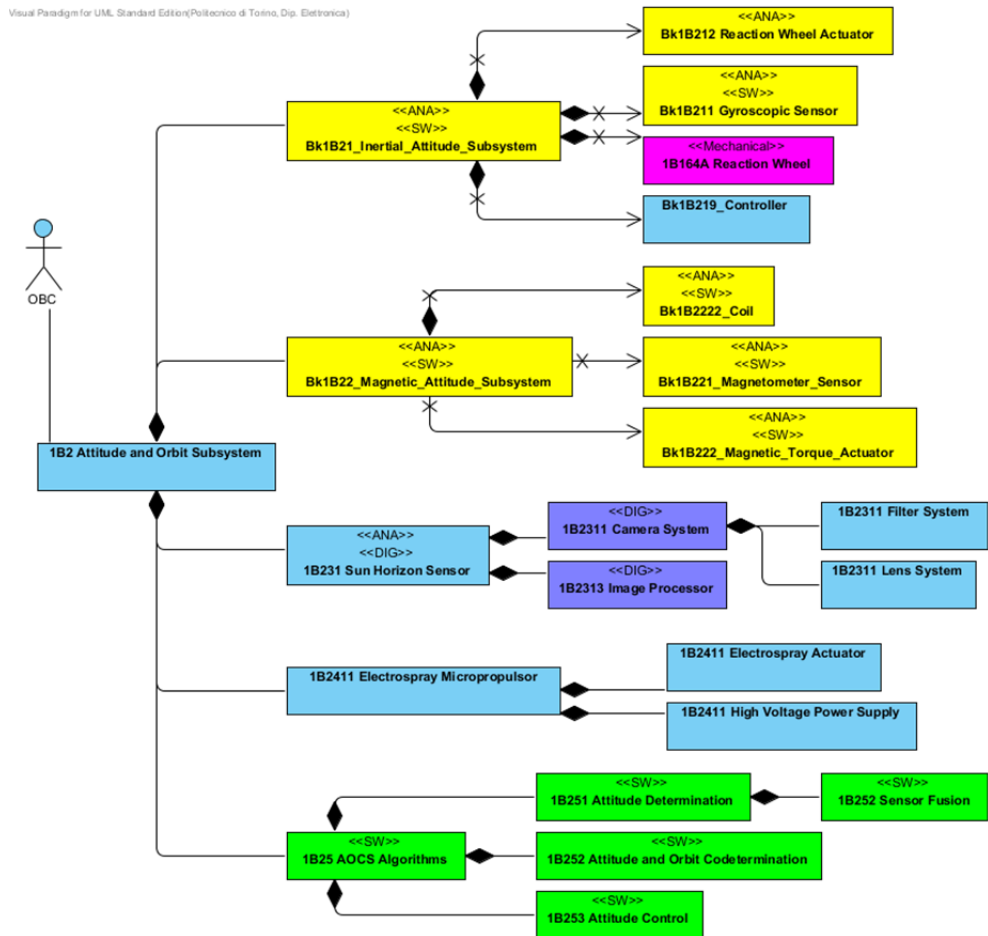 Visual Paradigm for UML Standard Edition(Politecnico di Torino, Dip. Elettronica)
<<ANA>>
Bk1B212 Reaction Wheel Actuator
<<ANA>>
<<SW>>
Bk1B211 Gyroscopic Sensor
<<ANA>>
<<SW>>
Bk1B21_Inertial_Attitude_Subsystem
<<Mechanical>>
1B164A Reaction Wheel
Bk1B219_Controller
OBC
<<ANA>>
<<SW>>
Bk1B2222_Coil
<<ANA>>
<<SW>>
Bk1B22_Magnetic_Attitude_Subsystem
<<ANA>>
<<SW>>
Bk1B221_Magnetometer_Sensor
<<ANA>>
<<SW>>
Bk1B222_Magnetic_Torque_Actuator
1B2 Attitude and Orbit Subsystem
<<ANA>>
<<DIG>>
1B231 Sun Horizon Sensor
<<DIG>>
1B2311 Camera System
1B2311 Filter System
<<DIG>>
1B2313 Image Processor
1B2311 Lens System
1B2411 Electrospray Micropropulsor
1B2411 Electrospray Actuator
1B2411 High Voltage Power Supply
<<SW>>
1B251 Attitude Determination
<<SW>>
1B252 Sensor Fusion
<<SW>>
1B25 AOCS Algorithms
<<SW>>
1B252 Attitude and Orbit Codetermination
<<SW>>
1B253 Attitude Control